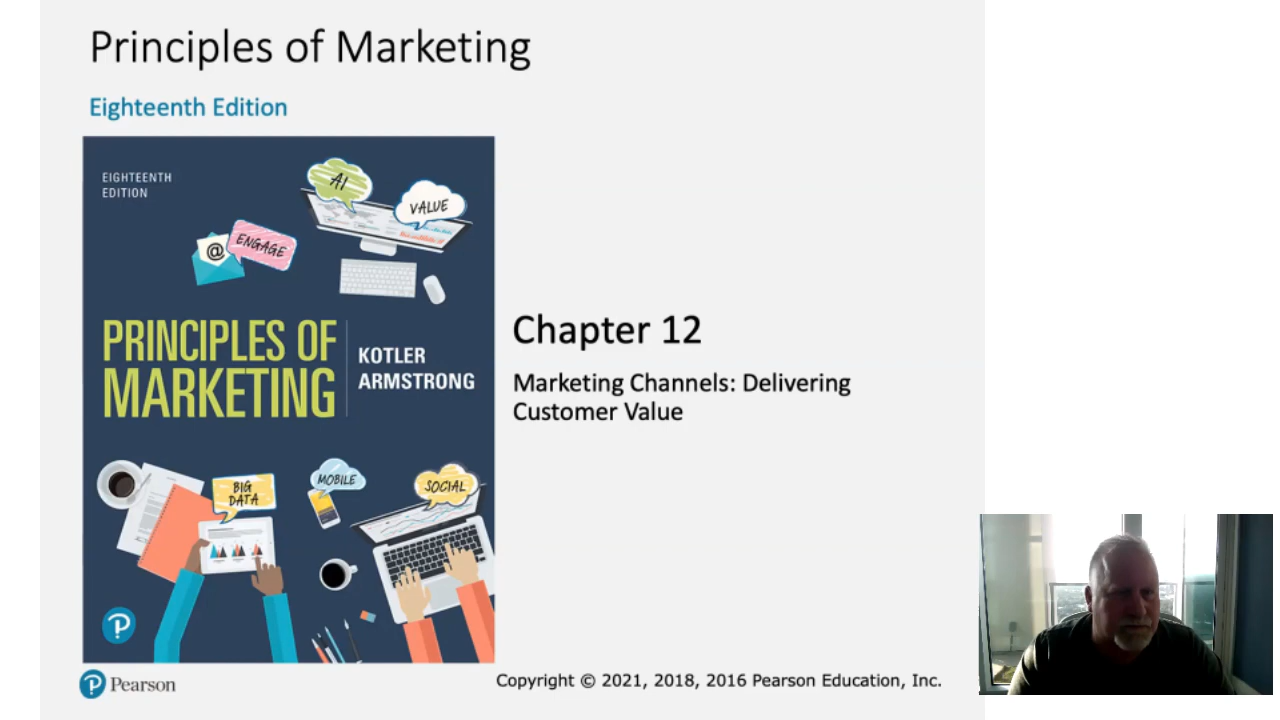 Principles of Marketing
Eighteenth Edition
EIGHTEENTH
EDITION
AI
VALUE
@
ENGAGE
PRINCIPLES OF
MARKETING
KOTLER
ARMSTRONG
Chapter 12
Marketing Channels: Delivering
Customer Value
BIG
DATA
MOBILE
SOCIAL
P
Pearson
Copyright © 2021, 2018, 2016 Pearson Education, Inc.